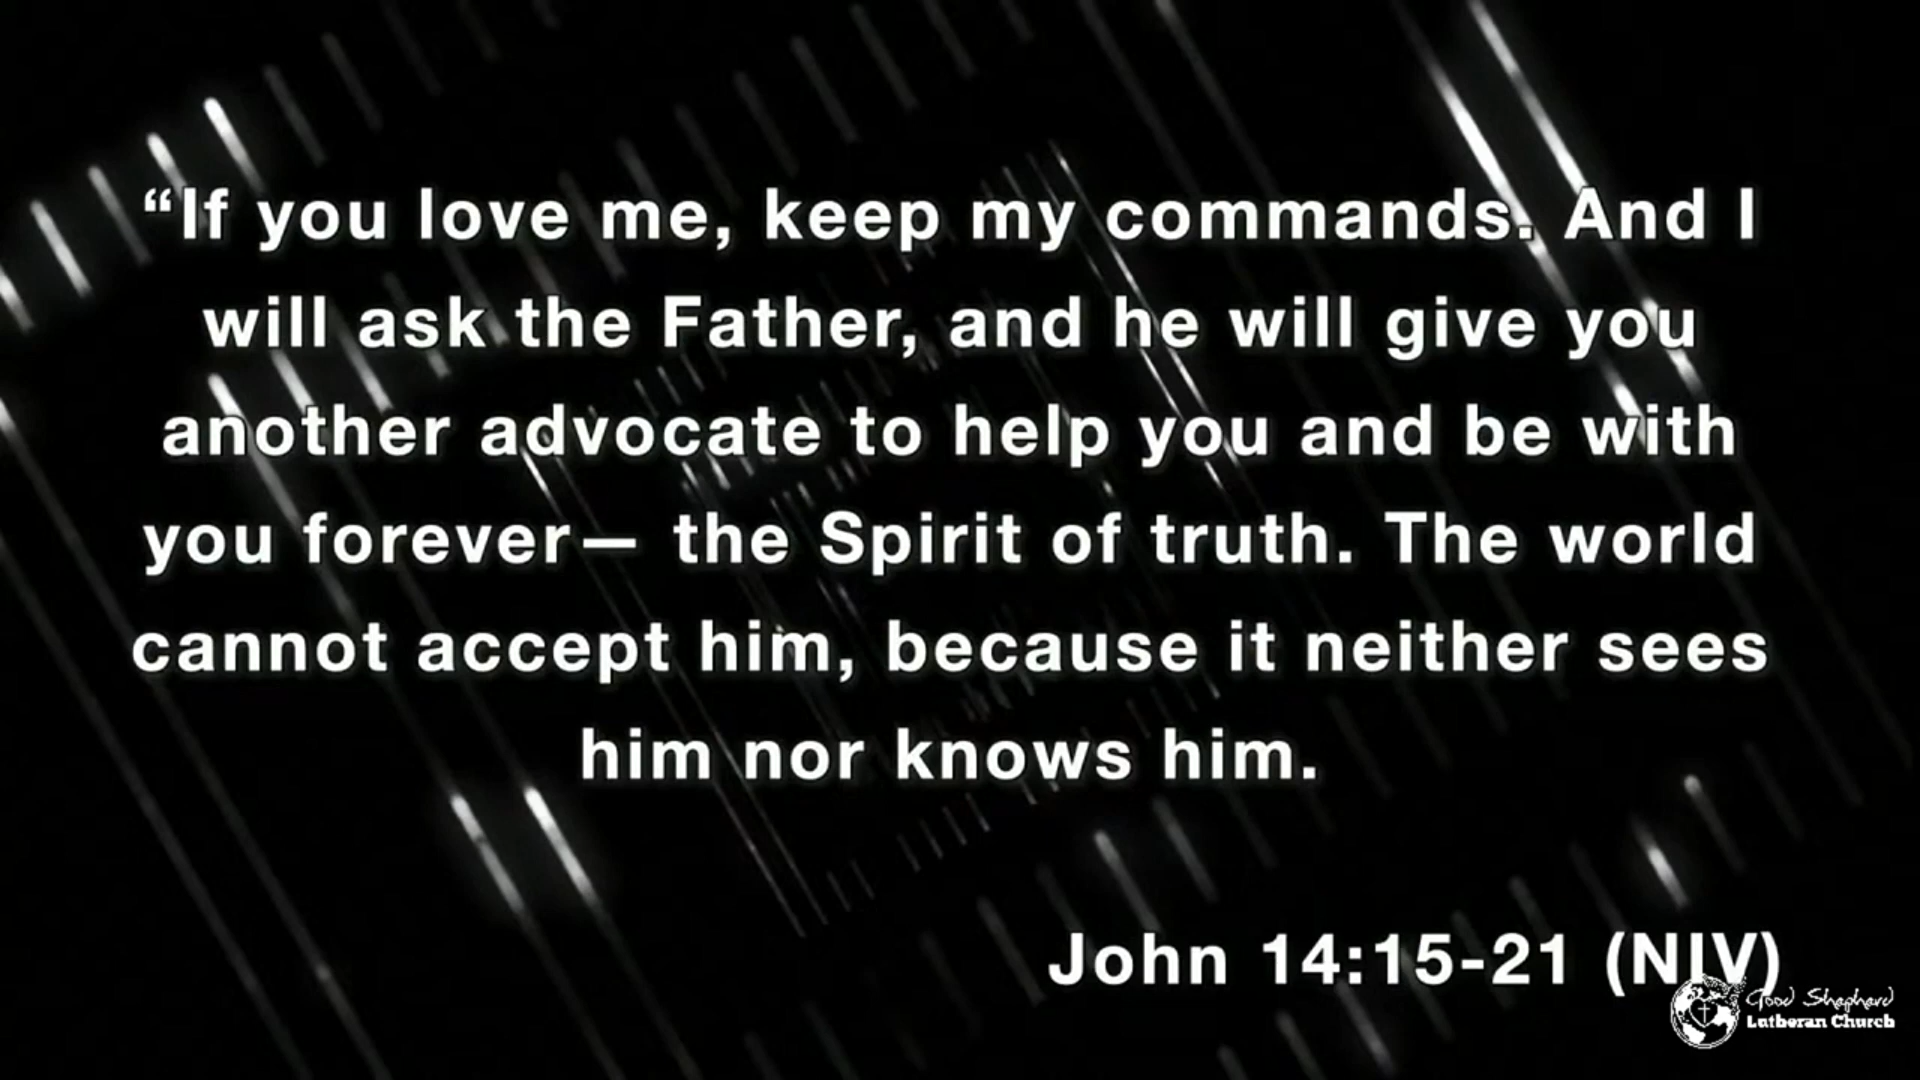 “If you love me, keep my commands. And I
will ask the Father, and he will give you
another advocate to help you and be with
you forever— the Spirit of truth. The world
cannot accept him, because it neither sees
him nor knows him.
John 14:15-21 (NIV)
Good Shepherd
Lutheran Church